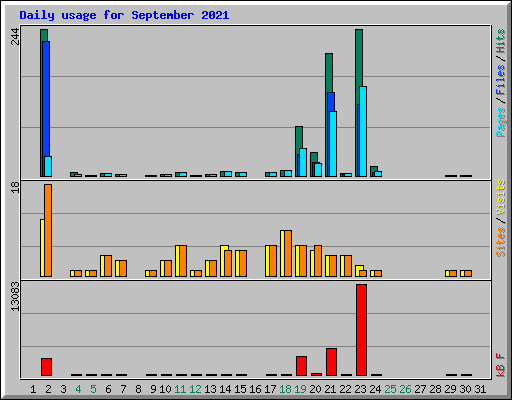 Daily usage for September 2021
244
Pages / Files / Hits
18
Sites / Visits
13083
kB F
1 2 3 4 5 6 7 8 9 10 11 12 13 14 15 16 17 18 19 20 21 22 23 24 25 26 27 28 29 30 31